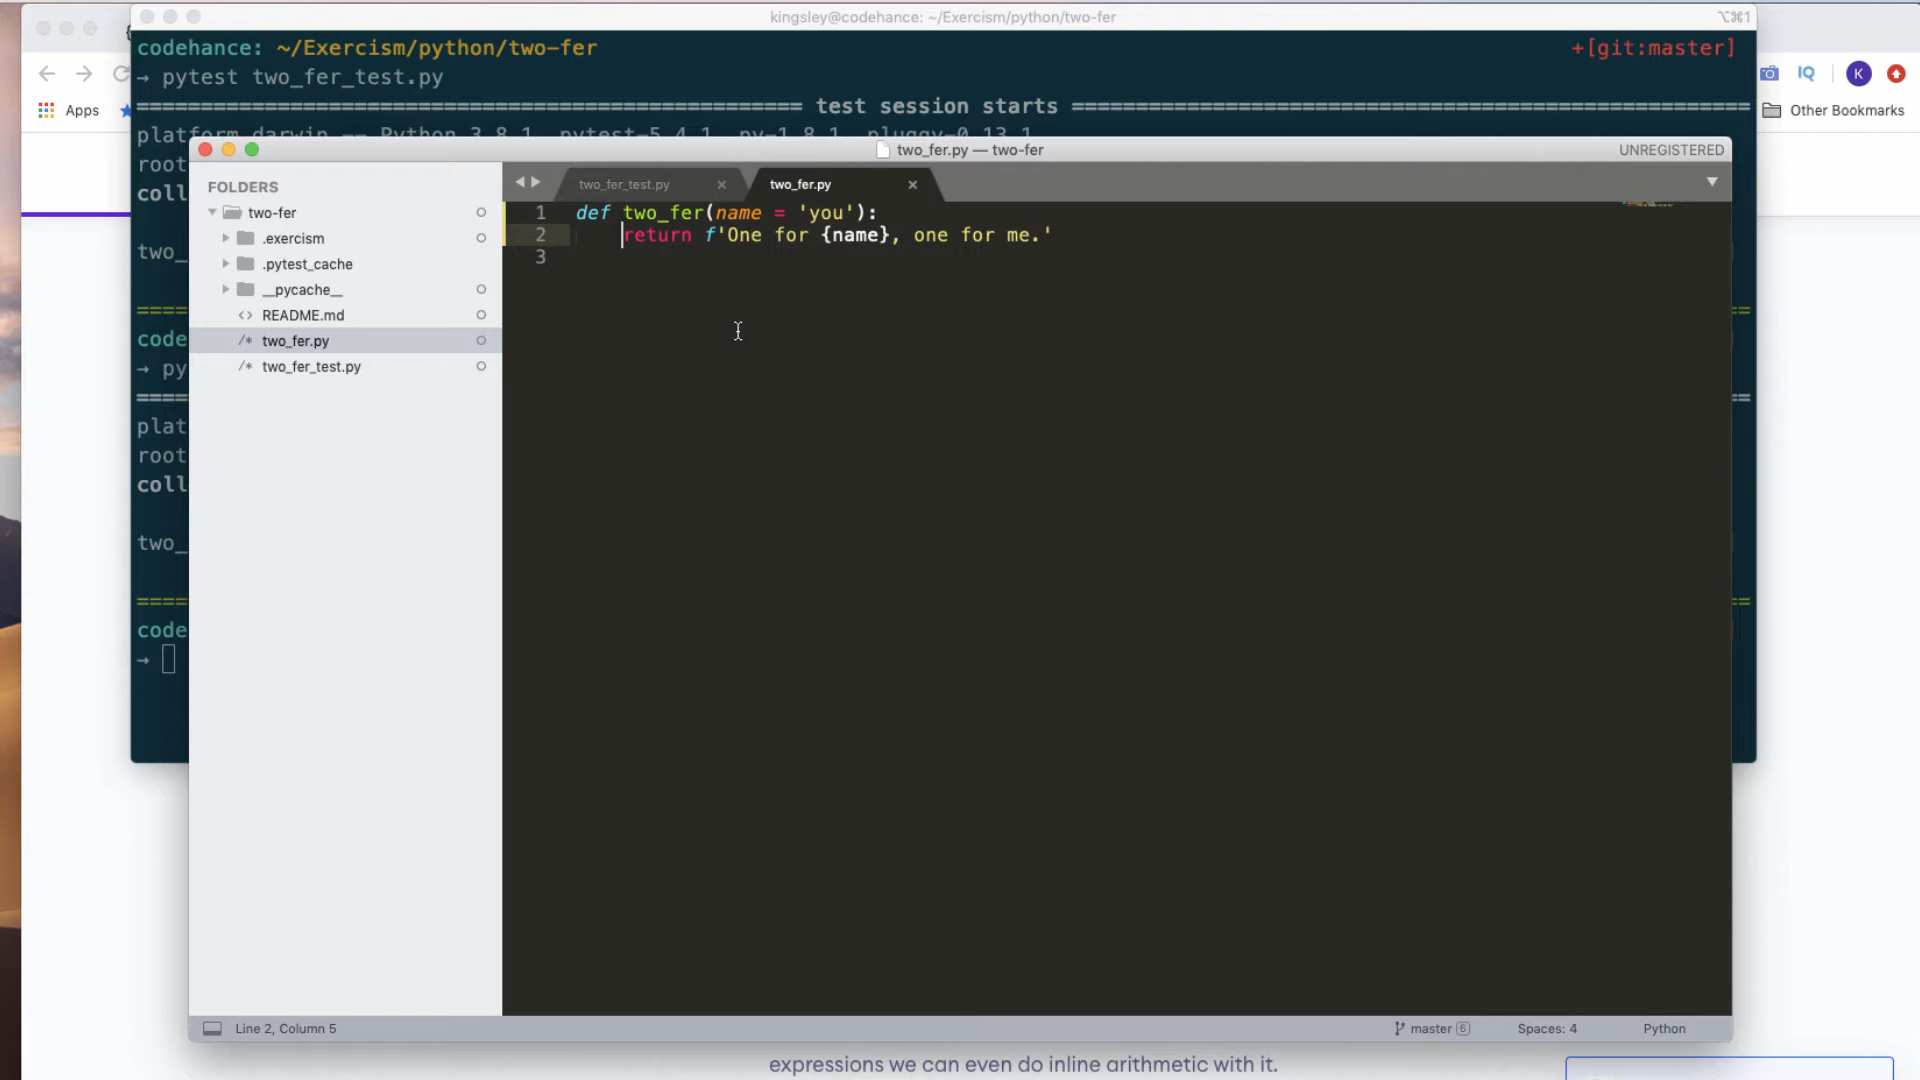 kingsley@codehance: ~/Exercism/python/two-fer
⌥⌘1
codehance: ~/Exercism/python/two-fer
+[git:master]
→ pytest two_fer_test.py
test session starts
platform darwin -- Python 3.8.1, pytest-5.4.1, py-1.8.1, pluggy-0.13.1
Apps
IQ
K
Other Bookmarks
two_fer.py — two-fer
UNREGISTERED
root
coll
two_
code
→ py
plat
root
coll
two_
code
→
FOLDERS
two-fer
.exercism
.pytest_cache
__pycache__
<> README.md
/* two_fer.py
/* two_fer_test.py
two_fer_test.py
two_fer.py
1 def two_fer(name = 'you'):
2 return f'One for {name}, one for me.'
3
Line 2, Column 5
master 6
Spaces: 4
Python
expressions we can even do inline arithmetic with it.